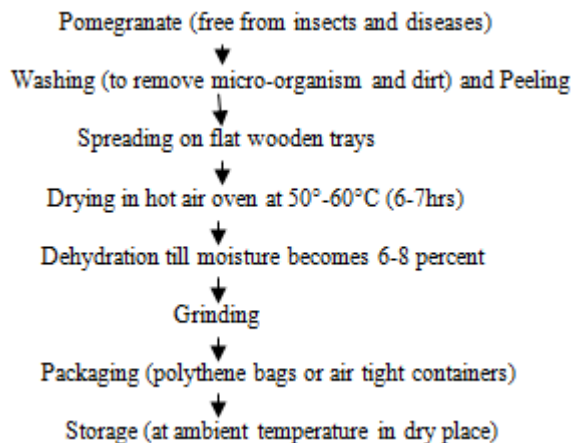 Pomegranate (free from insects and diseases)
Washing (to remove micro-organism and dirt) and Peeling
Spreading on flat wooden trays
Drying in hot air oven at 50°-60°C (6-7hrs)
Dehydration till moisture becomes 6-8 percent
Grinding
Packaging (polythene bags or air tight containers)
Storage (at ambient temperature in dry place)